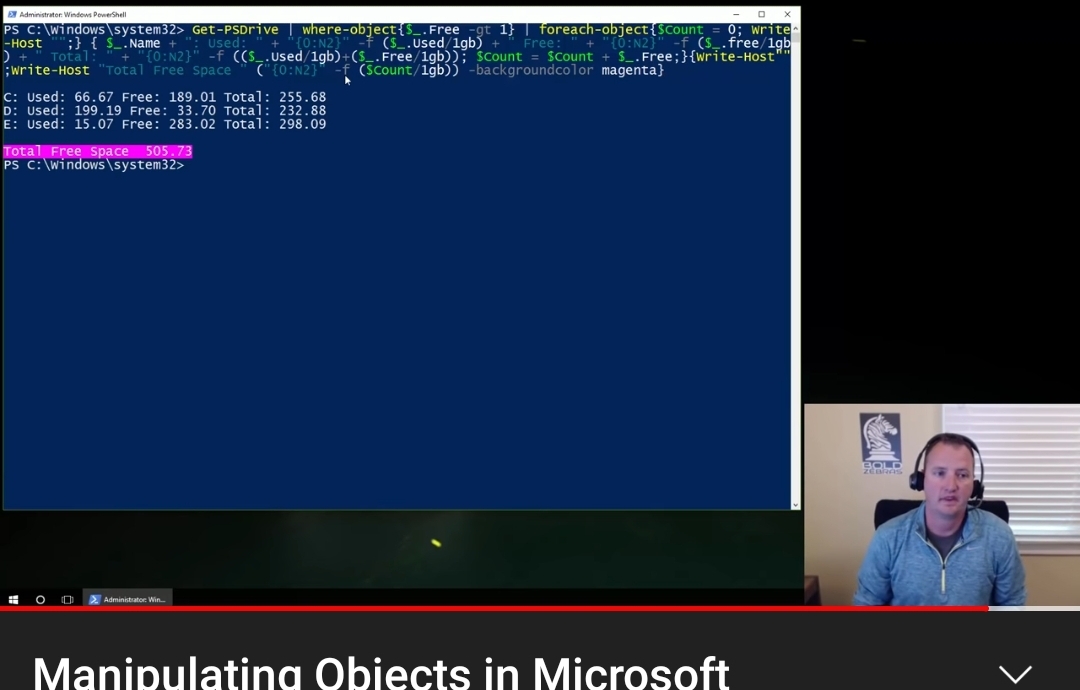 Administrator: Windows PowerShell
PS C:\Windows\system32> Get-PSDrive | where-object{$_.Free -gt 1} | foreach-object{$Count = 0; Write
-Host "";} { $_.Name + ": Used: " + "{0:N2}" -f ($_.Used/1gb) + " Free: " + "{0:N2}" -f ($_.free/1gb
) + " Total: " + "{0:N2}" -f (($_.Used/1gb)+($_.Free/1gb)); $Count = $Count + $_.Free;}{Write-Host""
;Write-Host "Total Free Space " ("{0:N2}" -f ($Count/1gb)) -backgroundcolor magenta}
C: Used: 66.67 Free: 189.01 Total: 255.68
D: Used: 199.19 Free: 33.70 Total: 232.88
E: Used: 15.07 Free: 283.02 Total: 298.09
Total Free Space  505.73
PS C:\Windows\system32>
BOLD
ZEBRAS
Administrator: Win...
Manipulating Objects in Microsoft